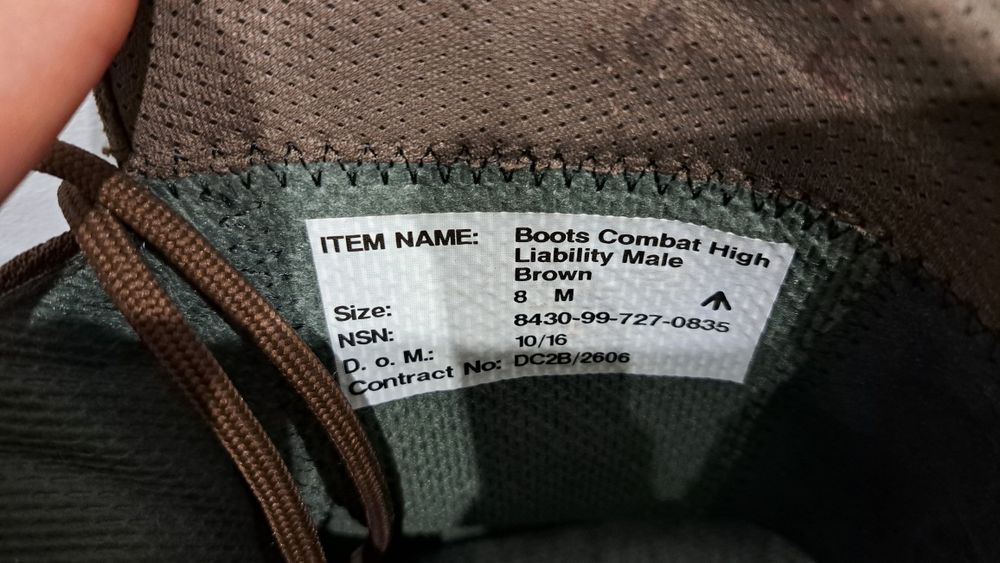 ITEM NAME: Boots Combat High
Liability Male
Brown
Size: 8 M
NSN: 8430-99-727-0835
D. o. M.: 10/16
Contract No: DC2B/2606